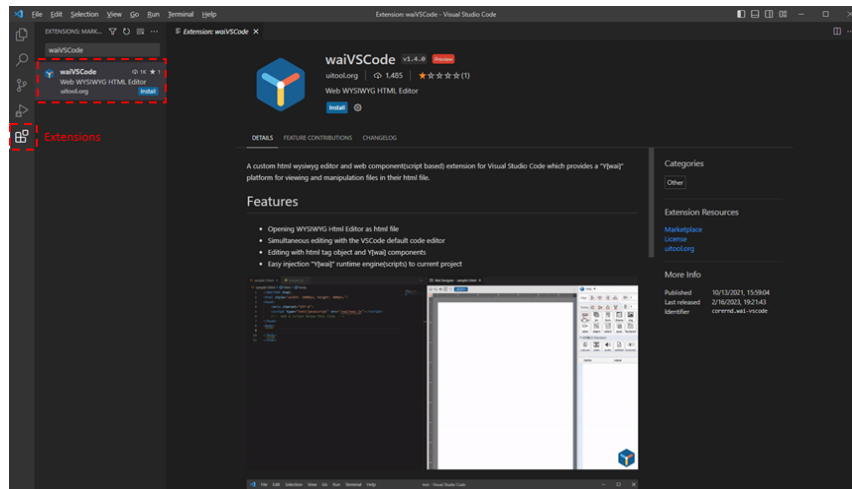 File Edit Selection View Go Run Terminal Help
Extension: waiVSCode - Visual Studio Code
EXTENSIONS: MARK...
Extension: waiVSCode
waiVSCode
waiVSCode 1K 1
Web WYSIWYG HTML Editor
uitool.org Install
Extensions
waiVSCode v1.4.0 Preview
uitool.org 1,485 (1)
Web WYSIWYG HTML Editor
Install
DETAILS FEATURE CONTRIBUTIONS CHANGELOG
A custom html wysiwyg editor and web component(script based) extension for Visual Studio Code which provides a "Y[wai]"
platform for viewing and manipulation files in their html file.
Features
Opening WYSIWYG Html Editor as html file
Simultaneous editing with the VSCode default code editor
Editing with html tag object and Y[wai] components
Easy injection "Y[wai]" runtime engine(scripts) to current project
File Edit Selection View Go Run Terminal Help
Categories
Other
Extension Resources
Marketplace
License
uitool.org
More Info
Published 10/13/2021, 15:59:04
Last released 2/16/2023, 19:21:43
Identifier corernd.wai-vscode